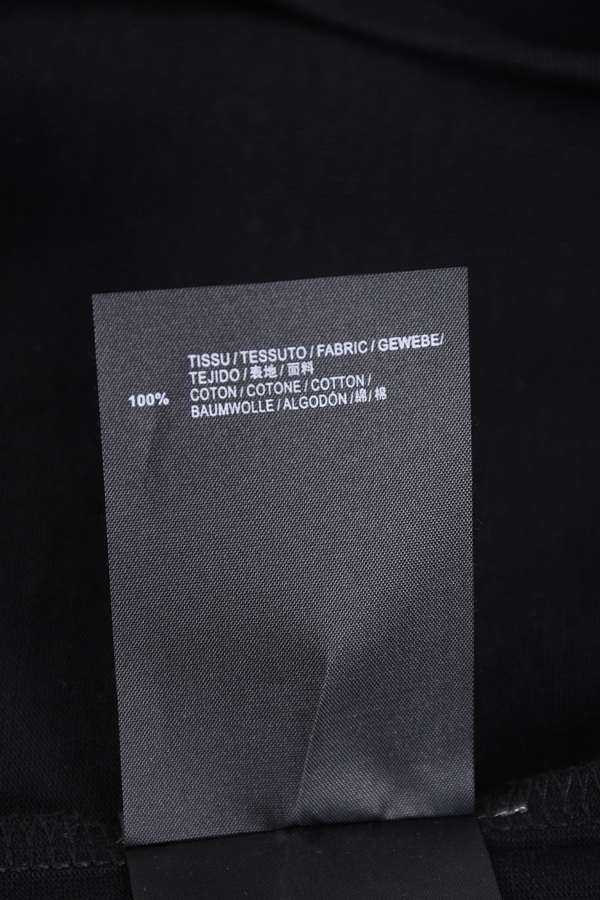 TISSU / TESSUTO / FABRIC / GEWEBE/
TEJIDO / 表地 / 面料
100% COTON / COTONE / COTTON /
BAUMWOLLE / ALGODÓN / 綿 / 棉